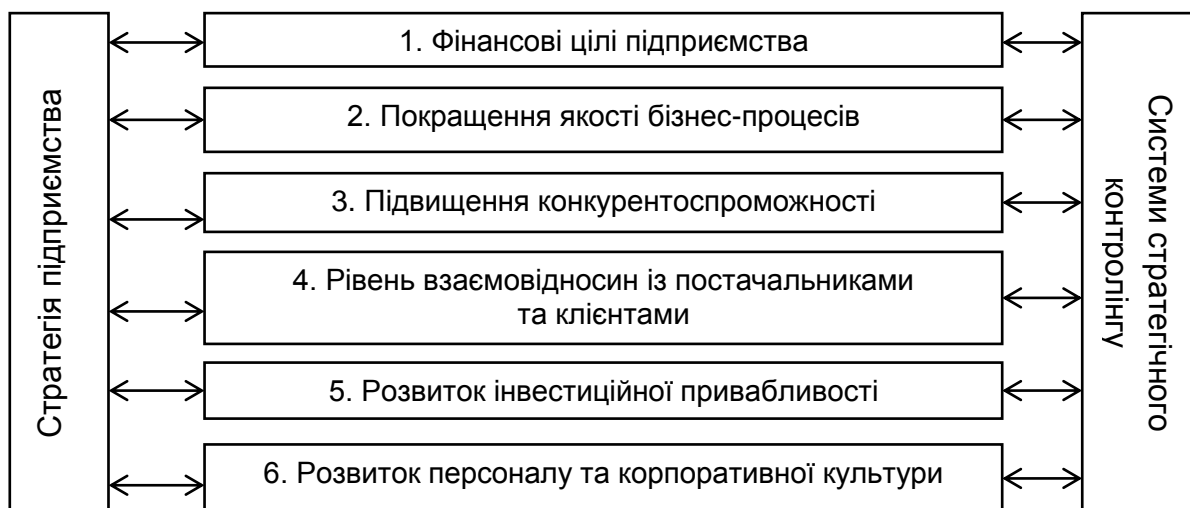 Стратегія підприємства
1. Фінансові цілі підприємства
2. Покращення якості бізнес-процесів
3. Підвищення конкурентоспроможності
4. Рівень взаємовідносин із постачальниками
та клієнтами
5. Розвиток інвестиційної привабливості
6. Розвиток персоналу та корпоративної культури
Системи стратегічного
контролінгу